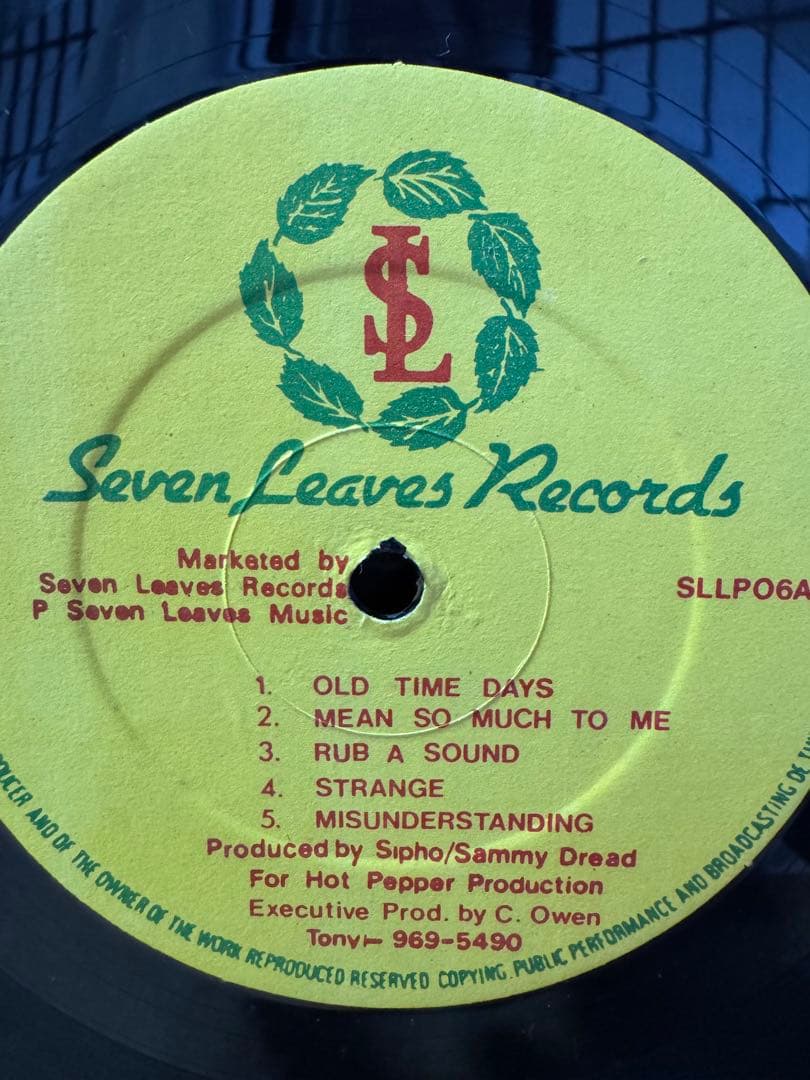 SL
Seven Leaves Records
Marketed by
Seven Leaves Records
P Seven Leaves Music
SLLP06A
1. OLD TIME DAYS
2. MEAN SO MUCH TO ME
3. RUB A SOUND
4. STRANGE
5. MISUNDERSTANDING
Produced by Sipho/Sammy Dread
For Hot Pepper Production
Executive Prod. by C. Owen
Tony- 969-5490
AND OF THE OWNER OF THE WORK REPRODUCED RESERVED COPYING. PUBLIC PERFORMANCE AND BROADCASTING OF